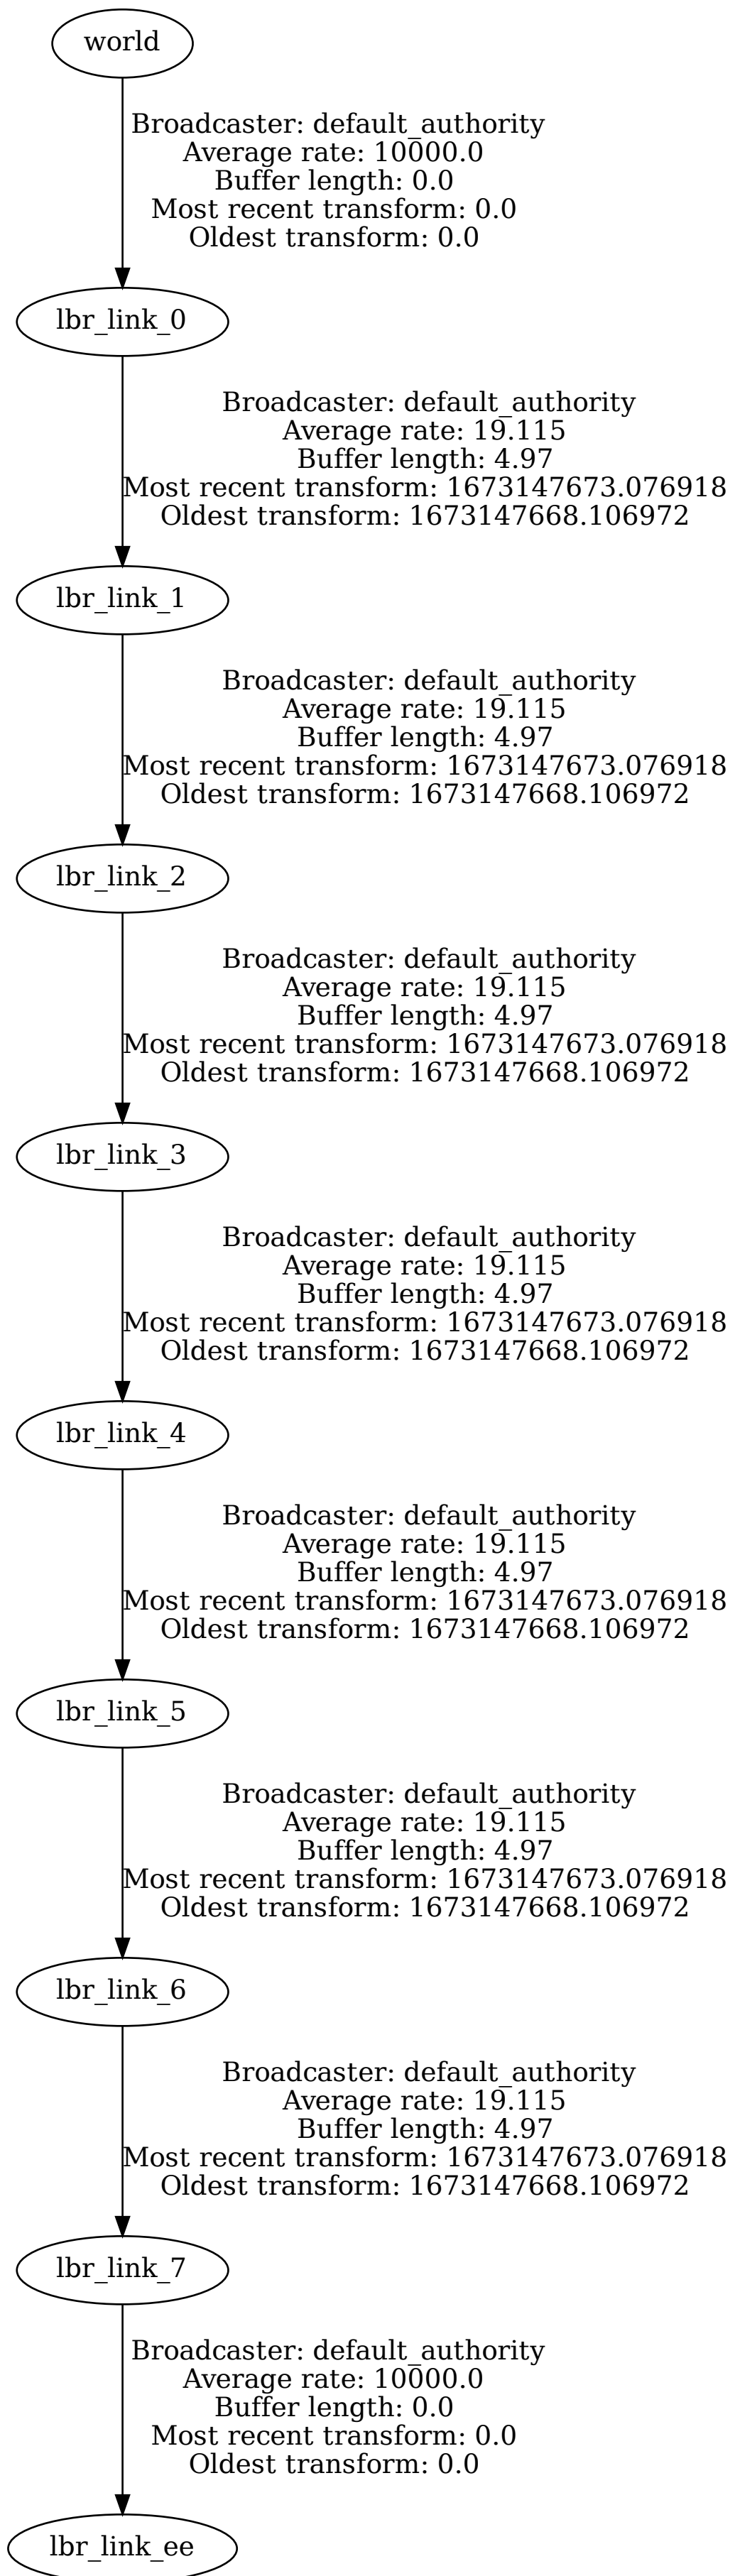 world
Broadcaster: default_authority
Average rate: 10000.0
Buffer length: 0.0
Most recent transform: 0.0
Oldest transform: 0.0
lbr_link_0
Broadcaster: default_authority
Average rate: 19.115
Buffer length: 4.97
Most recent transform: 1673147673.076918
Oldest transform: 1673147668.106972
lbr_link_1
Broadcaster: default_authority
Average rate: 19.115
Buffer length: 4.97
Most recent transform: 1673147673.076918
Oldest transform: 1673147668.106972
lbr_link_2
Broadcaster: default_authority
Average rate: 19.115
Buffer length: 4.97
Most recent transform: 1673147673.076918
Oldest transform: 1673147668.106972
lbr_link_3
Broadcaster: default_authority
Average rate: 19.115
Buffer length: 4.97
Most recent transform: 1673147673.076918
Oldest transform: 1673147668.106972
lbr_link_4
Broadcaster: default_authority
Average rate: 19.115
Buffer length: 4.97
Most recent transform: 1673147673.076918
Oldest transform: 1673147668.106972
lbr_link_5
Broadcaster: default_authority
Average rate: 19.115
Buffer length: 4.97
Most recent transform: 1673147673.076918
Oldest transform: 1673147668.106972
lbr_link_6
Broadcaster: default_authority
Average rate: 19.115
Buffer length: 4.97
Most recent transform: 1673147673.076918
Oldest transform: 1673147668.106972
lbr_link_7
Broadcaster: default_authority
Average rate: 10000.0
Buffer length: 0.0
Most recent transform: 0.0
Oldest transform: 0.0
lbr_link_ee